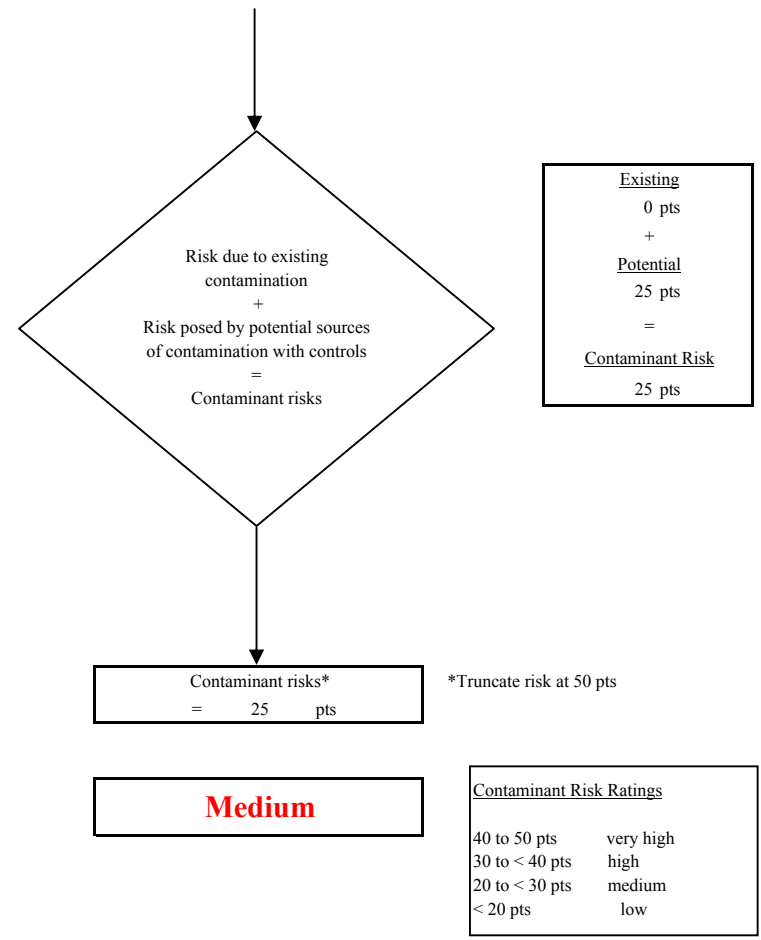 Risk due to existing
contamination
+
Risk posed by potential sources
of contamination with controls
=
Contaminant risks
Existing
0 pts
+
Potential
25 pts
=
Contaminant Risk
25 pts
Contaminant risks*
= 25 pts
*Truncate risk at 50 pts
Medium
Contaminant Risk Ratings
40 to 50 pts very high
30 to < 40 pts high
20 to < 30 pts medium
< 20 pts low